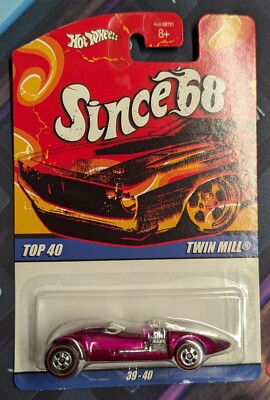 Hot Wheels
8+
Since 68
TOP 40
TWIN MILL®
39-40